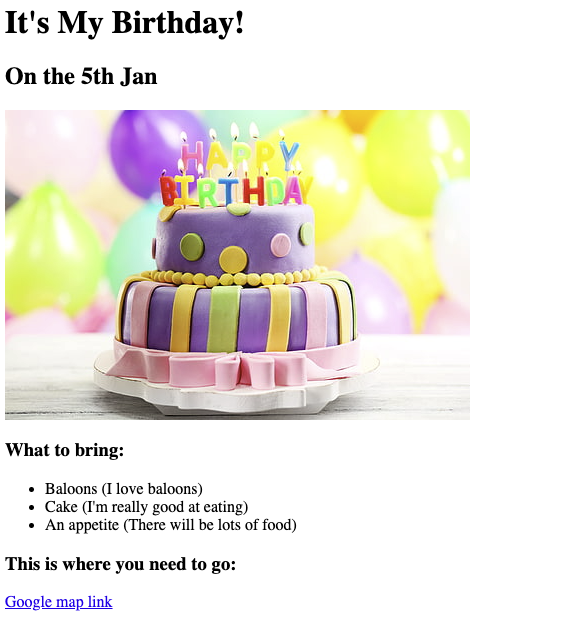 It's My Birthday!
On the 5th Jan
HAPPY
BIRTHDAY
What to bring:
Baloons (I love baloons)
Cake (I'm really good at eating)
An appetite (There will be lots of food)
This is where you need to go:
Google map link